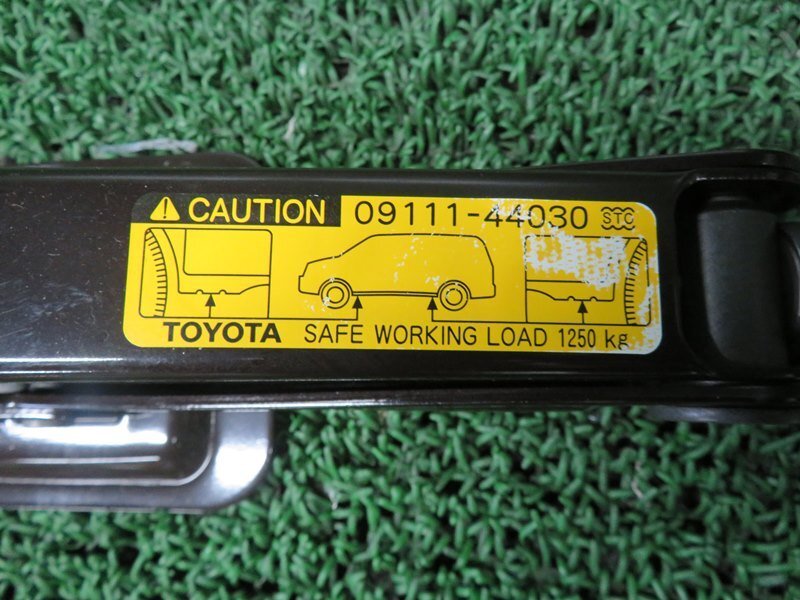 CAUTION 09111-44030 STC
TOYOTA SAFE WORKING LOAD 1250 kg